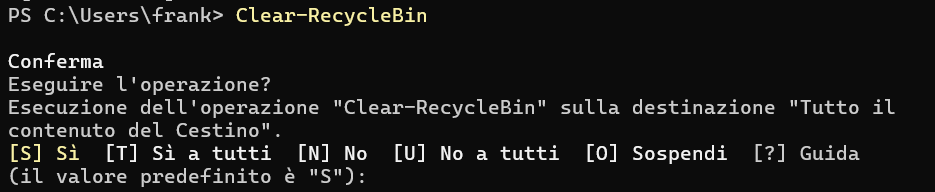 PS C:\Users\frank> Clear-RecycleBin
Conferma
Eseguire l'operazione?
Esecuzione dell'operazione "Clear-RecycleBin" sulla destinazione "Tutto il
contenuto del Cestino".
[S] Sì  [T] Sì a tutti  [N] No  [U] No a tutti  [O] Sospendi  [?] Guida
(il valore predefinito è "S"):